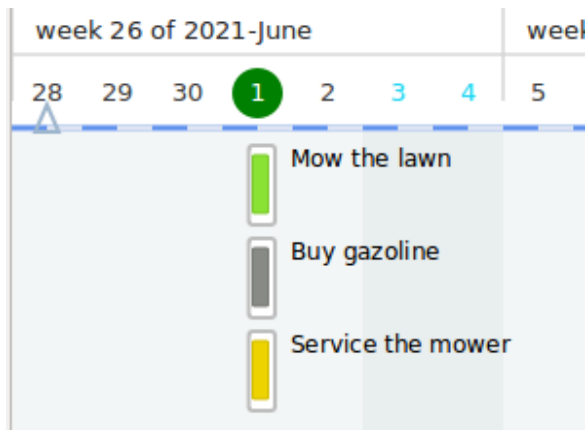 week 26 of 2021-June week
28 29 30 1 2 3 4 5
Mow the lawn
Buy gazoline
Service the mower